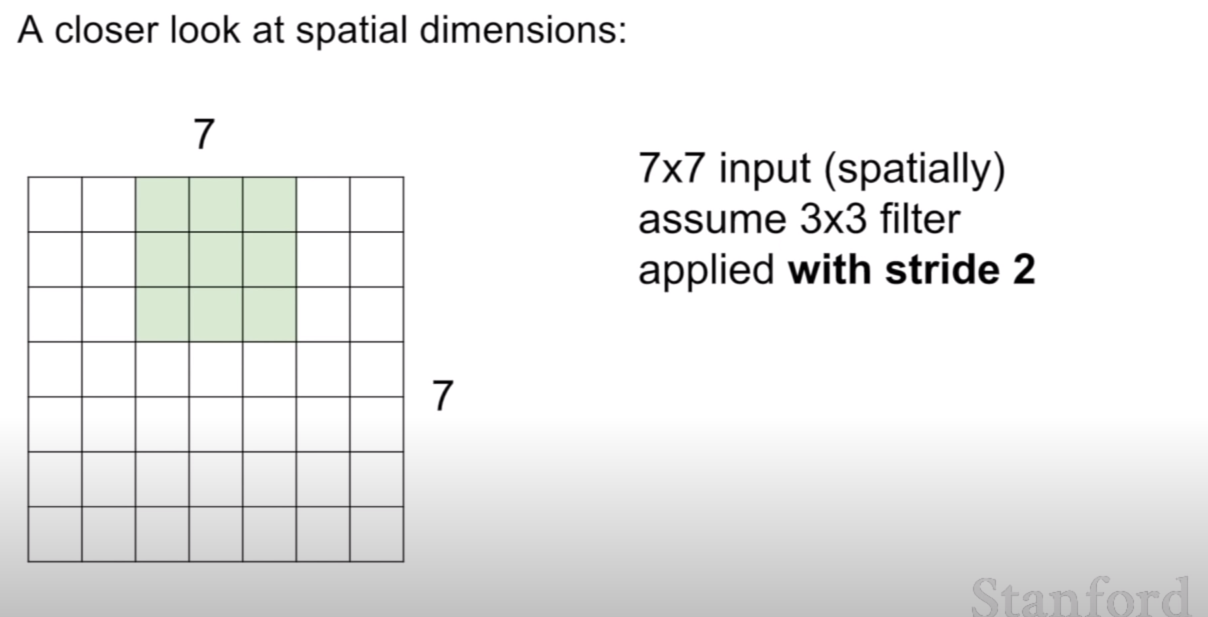 A closer look at spatial dimensions:
7
7x7 input (spatially)
assume 3x3 filter
applied with stride 2
7
Stanford